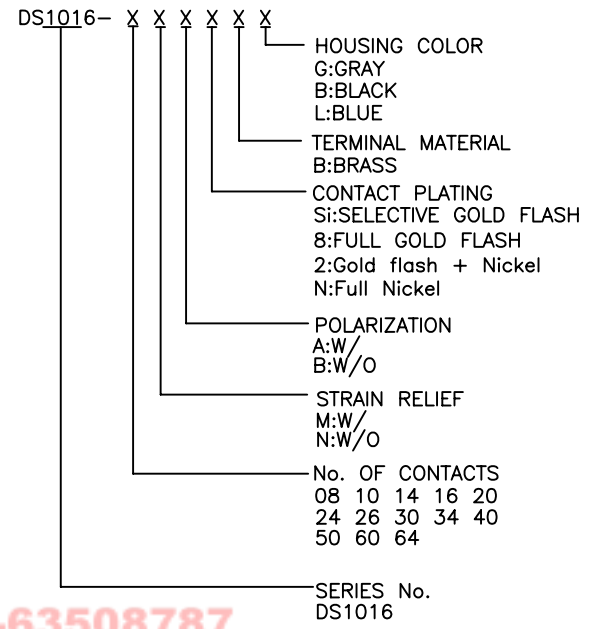 DS1016- X X X X X X
HOUSING COLOR
G:GRAY
B:BLACK
L:BLUE
TERMINAL MATERIAL
B:BRASS
CONTACT PLATING
Si:SELECTIVE GOLD FLASH
8:FULL GOLD FLASH
2:Gold flash + Nickel
N:Full Nickel
POLARIZATION
A:W/
B:W/O
STRAIN RELIEF
M:W/
N:W/O
No. OF CONTACTS
08 10 14 16 20
24 26 30 34 40
50 60 64
SERIES No.
DS1016
-63508787